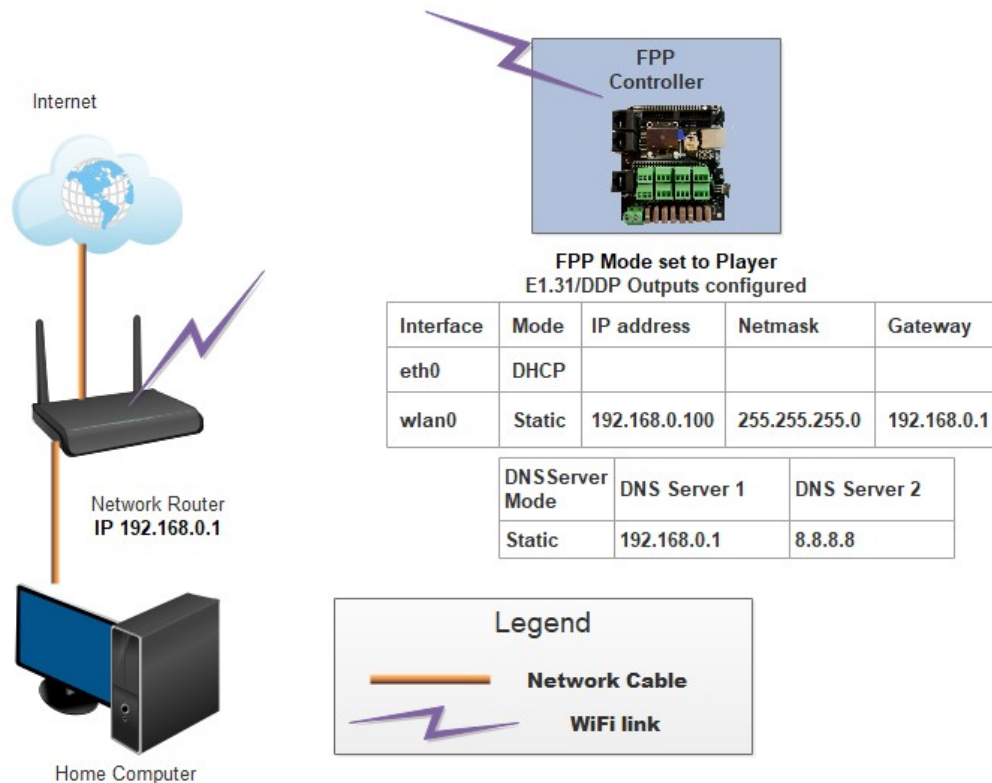 Internet
FPP
Controller
FPP Mode set to Player
E1.31/DDP Outputs configured
Interface Mode IP address Netmask Gateway
eth0 DHCP
wlan0 Static 192.168.0.100 255.255.255.0 192.168.0.1
DNSServer
Mode DNS Server 1 DNS Server 2
Static 192.168.0.1 8.8.8.8
Network Router
IP 192.168.0.1
Legend
Network Cable
WiFi link
Home Computer